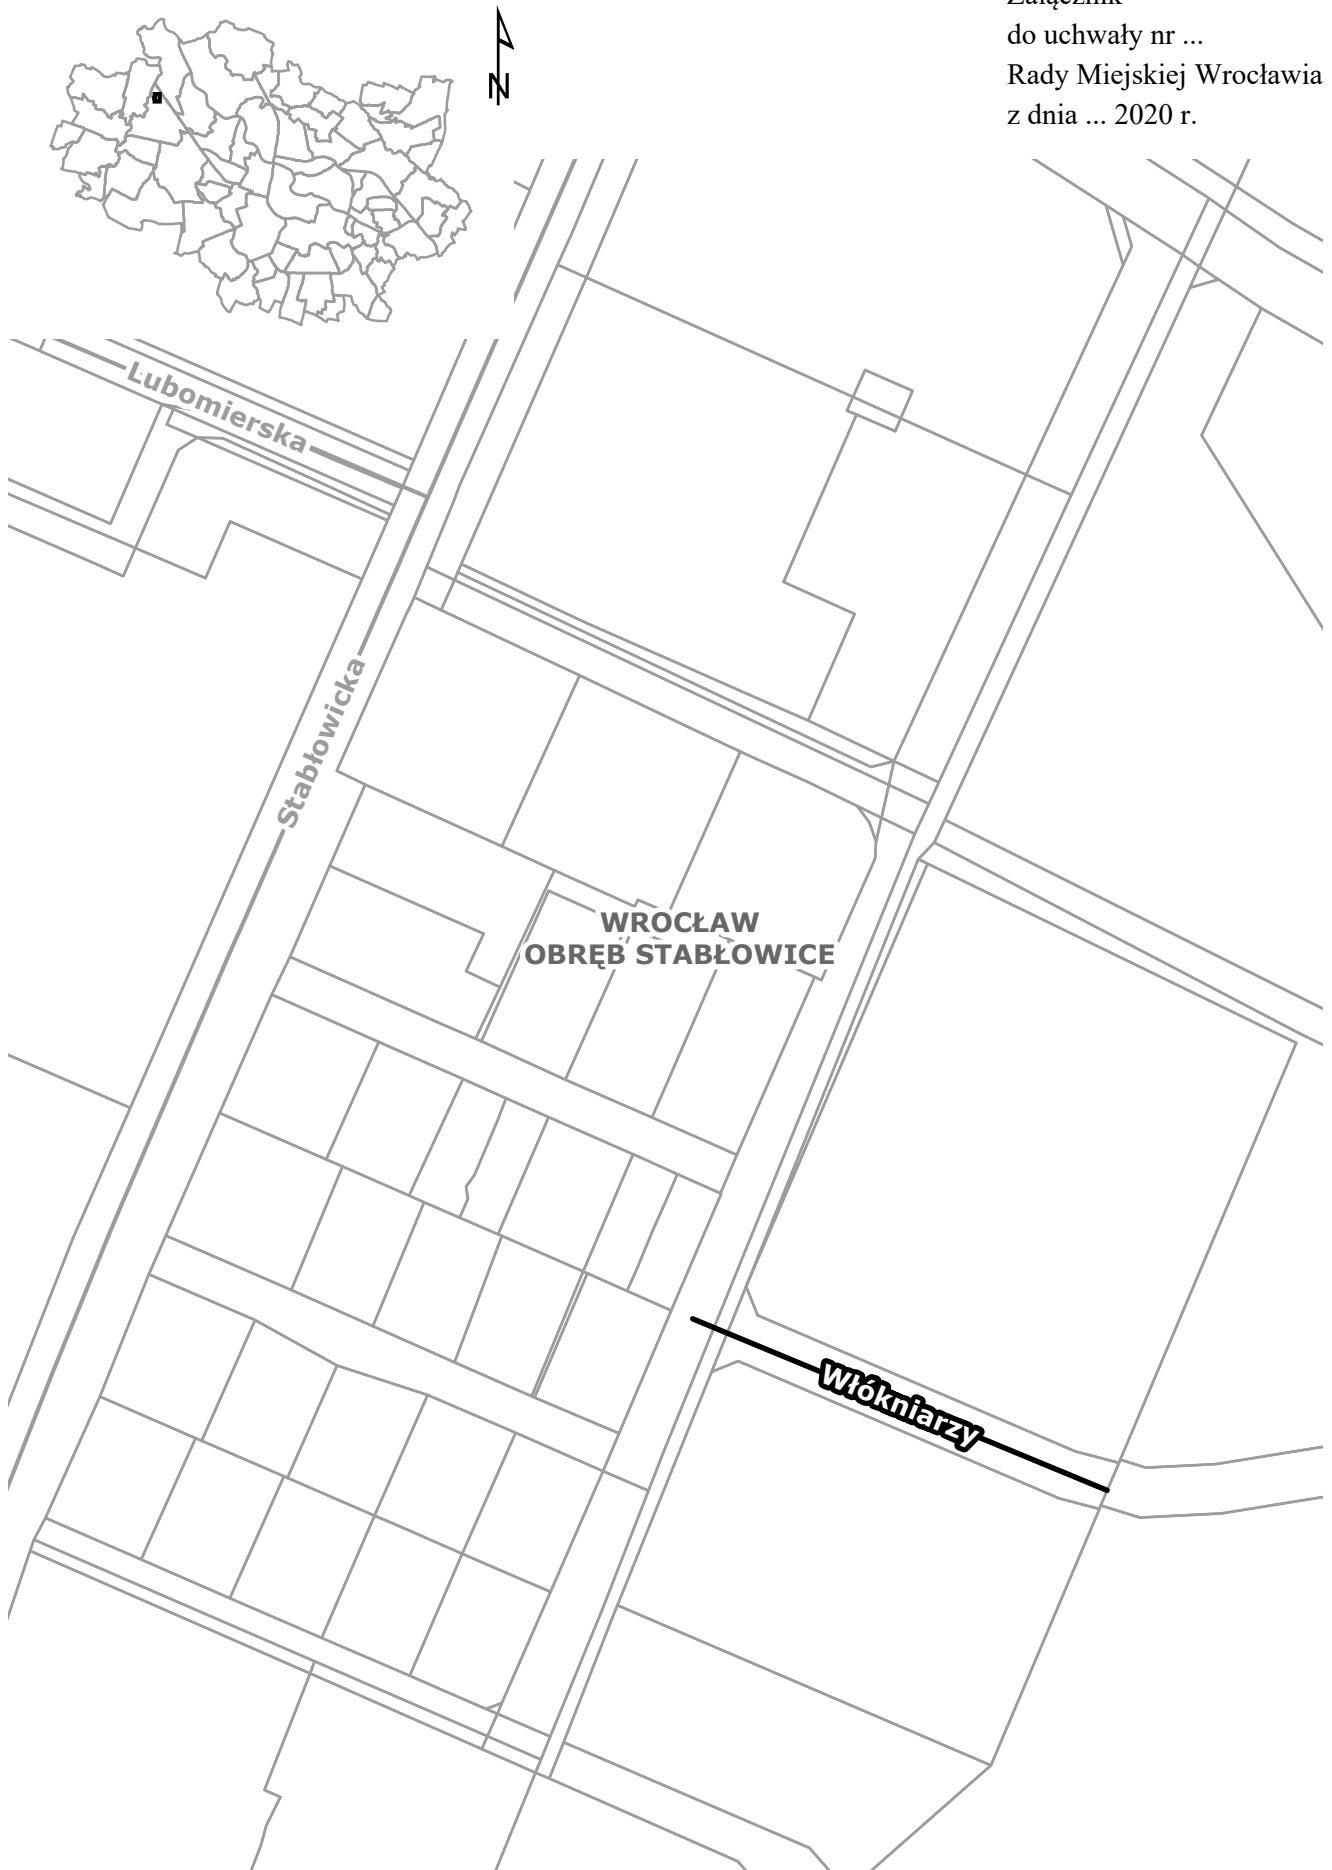 Załącznik
do uchwały nr ...
Rady Miejskiej Wrocławia
z dnia ... 2020 r.
N
Lubomierska
Stabłowicka
WROCŁAW
OBRĘB STABŁOWICE
Włókniarzy